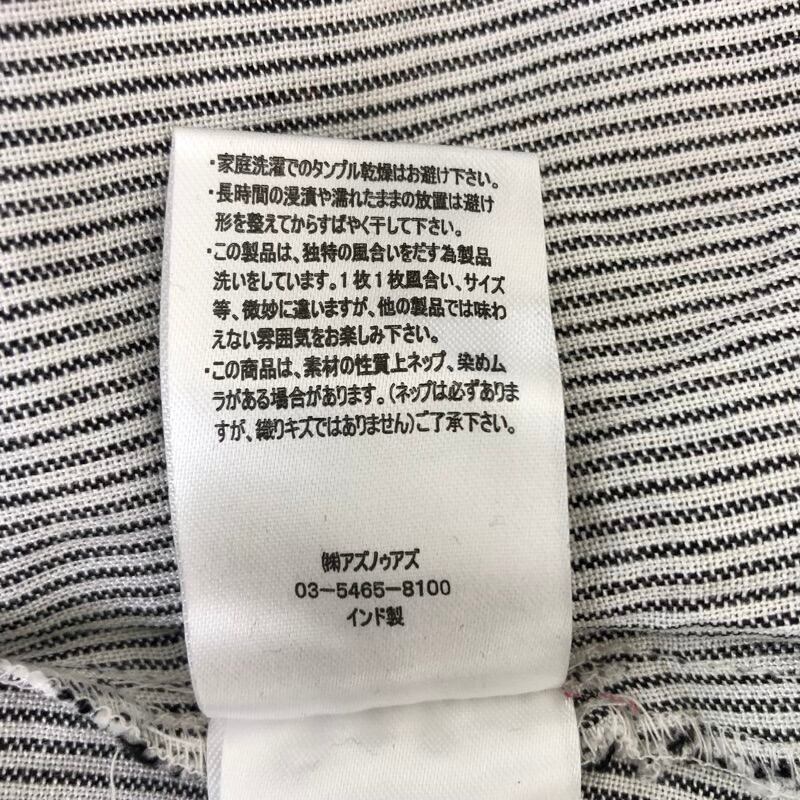 ・家庭洗濯でのタンブル乾燥はお避け下さい。
・長時間の浸漬や濡れたままの放置は避け
形を整えてからすばやく干して下さい。
・この製品は、独特の風合いをだす為製品
洗いをしています。1枚1枚風合い、サイズ
等、微妙に違いますが、他の製品では味わ
えない雰囲気をお楽しみ下さい。
・この商品は、素材の性質上ネップ、染めム
ラがある場合があります。(ネップは必ずありま
すが、織りキズではありません)ご了承下さい。
㈱アズノゥアズ
03-5465-8100
インド製